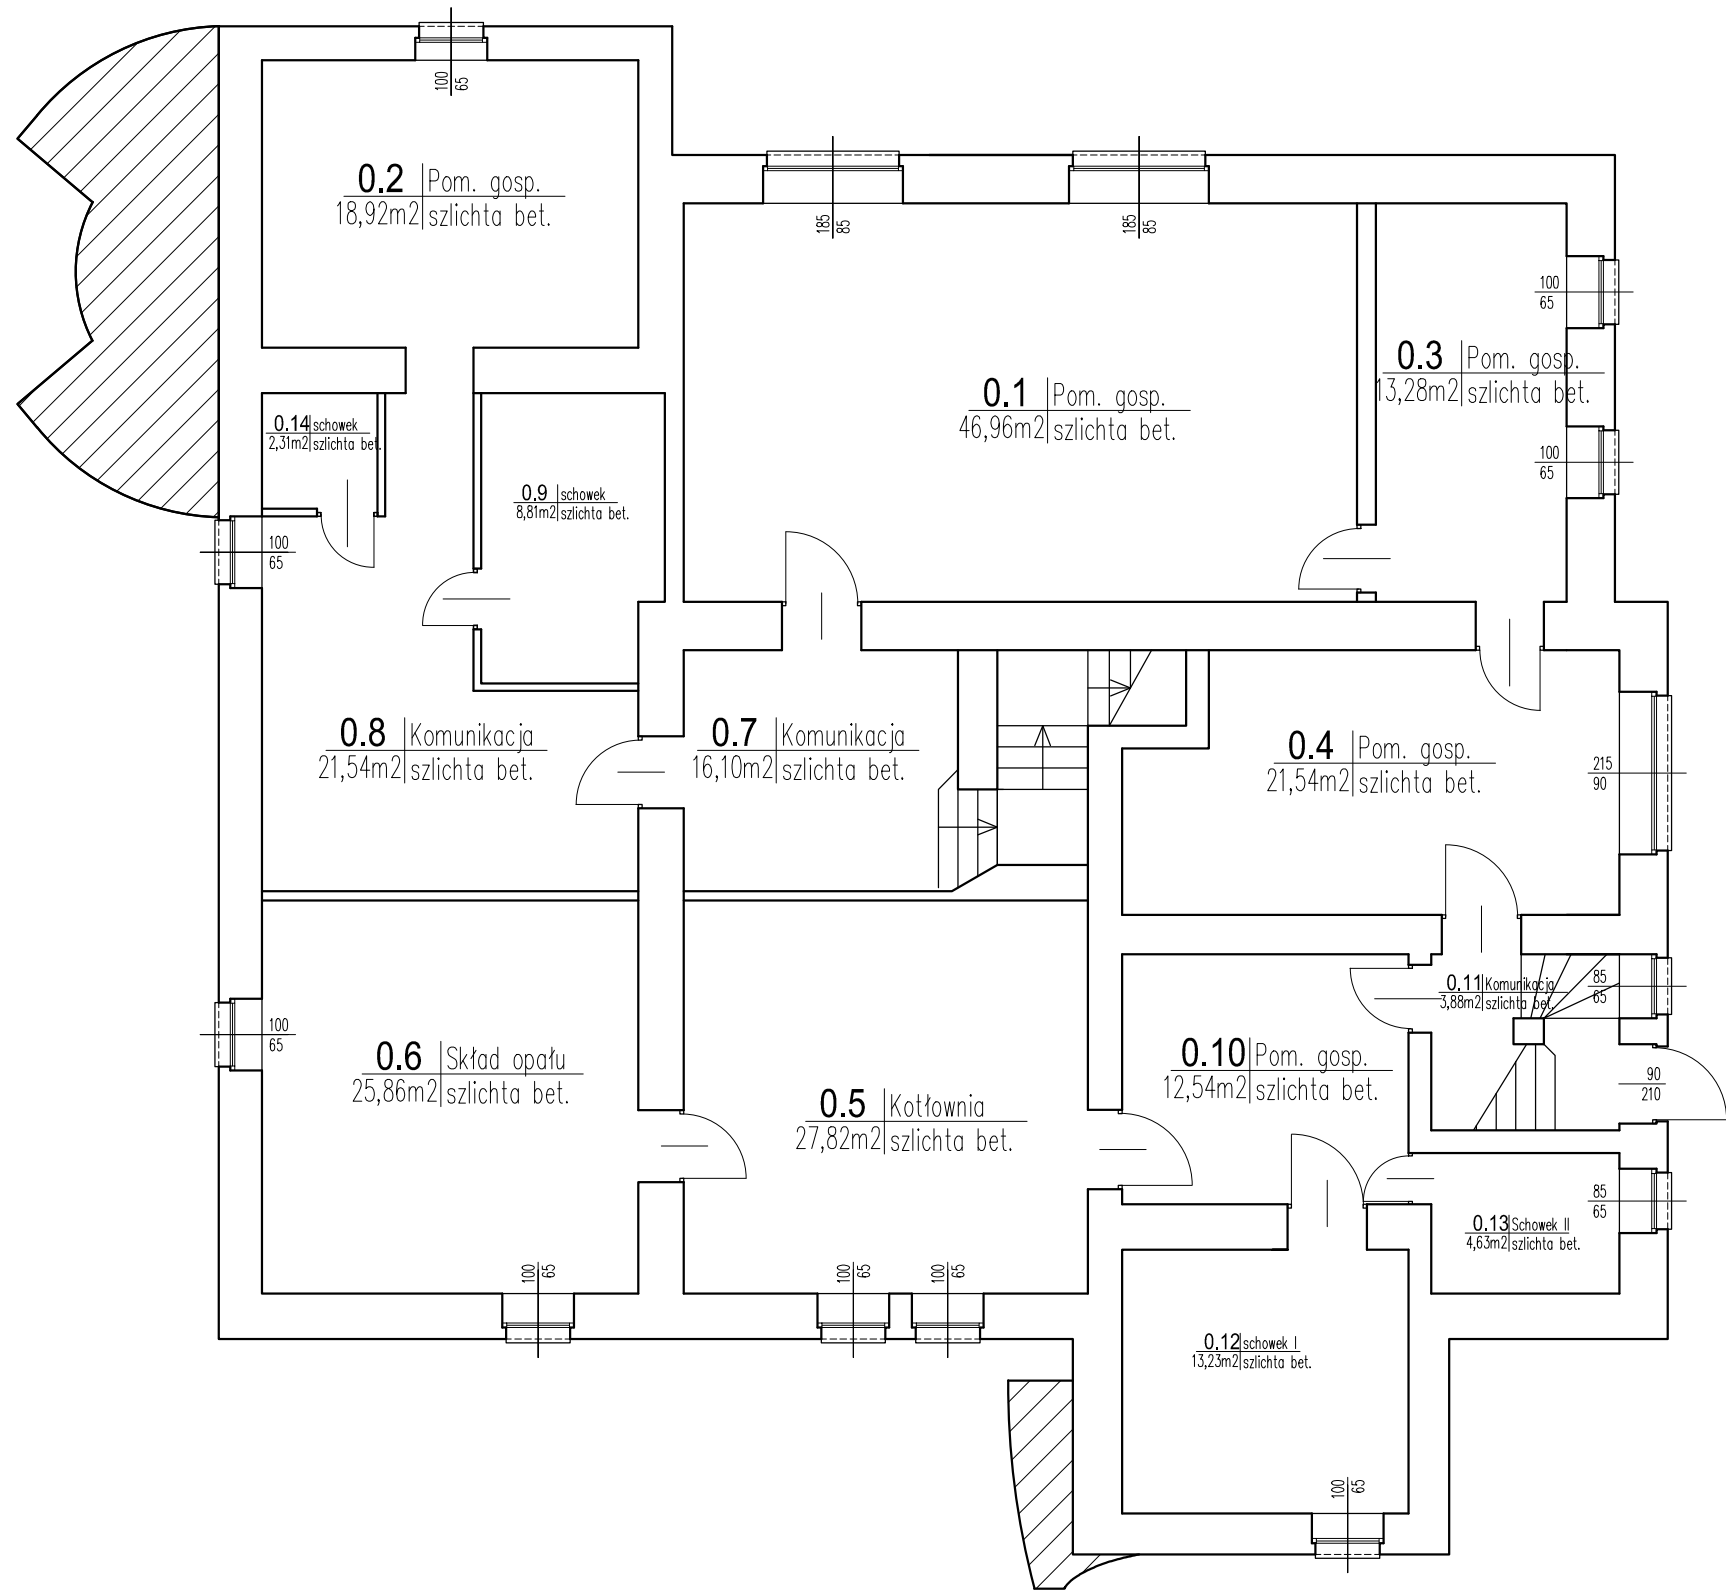 100
65
0.2 Pom. gosp.
18,92m2 szlichta bet.
185
85
185
85
100
65
0.3 Pom. gosp.
13,28m2 szlichta bet.
0.1 Pom. gosp.
46,96m2 szlichta bet.
0.14 schowek
2,31m2 szlichta bet.
100
65
0.9 schowek
8,81m2 szlichta bet.
100
65
0.8 Komunikacja
21,54m2 szlichta bet.
0.7 Komunikacja
16,10m2 szlichta bet.
0.4 Pom. gosp.
21,54m2 szlichta bet.
215
90
0.11 Komunikacja
3,88m2 szlichta bet.
85
65
100
65
0.6 Skład opału
25,86m2 szlichta bet.
0.10 Pom. gosp.
12,54m2 szlichta bet.
90
210
0.5 Kotłownia
27,82m2 szlichta bet.
85
65
0.13 Schowek II
4,63m2 szlichta bet.
100
65
100
65
100
65
0.12 schowek I
13,23m2 szlichta bet.
100
65